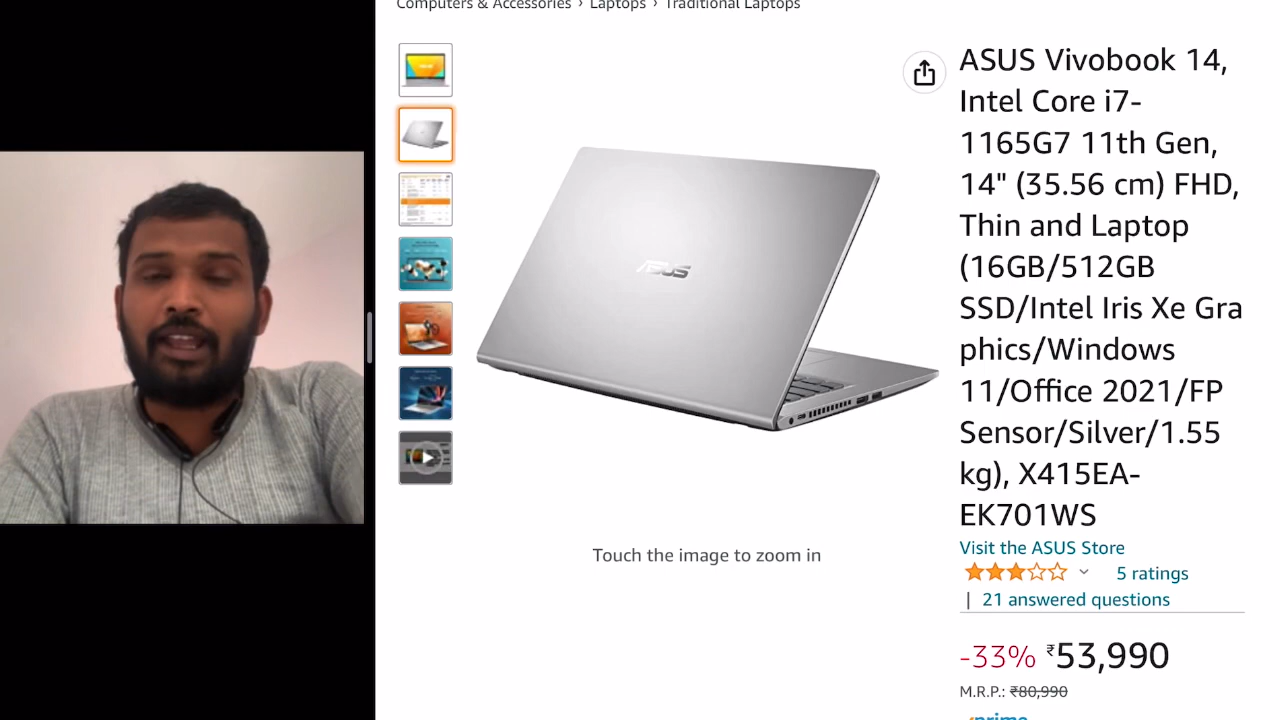 Computers & Accessories › Laptops › Traditional Laptops
ASUS Vivobook 14,
Intel Core i7-
1165G7 11th Gen,
14" (35.56 cm) FHD,
Thin and Laptop
(16GB/512GB
SSD/Intel Iris Xe Gra
phics/Windows
11/Office 2021/FP
Sensor/Silver/1.55
kg), X415EA-
EK701WS
Visit the ASUS Store
5 ratings
| 21 answered questions
-33% ₹53,990
M.R.P.: ₹80,990
prime
ASUS
Touch the image to zoom in